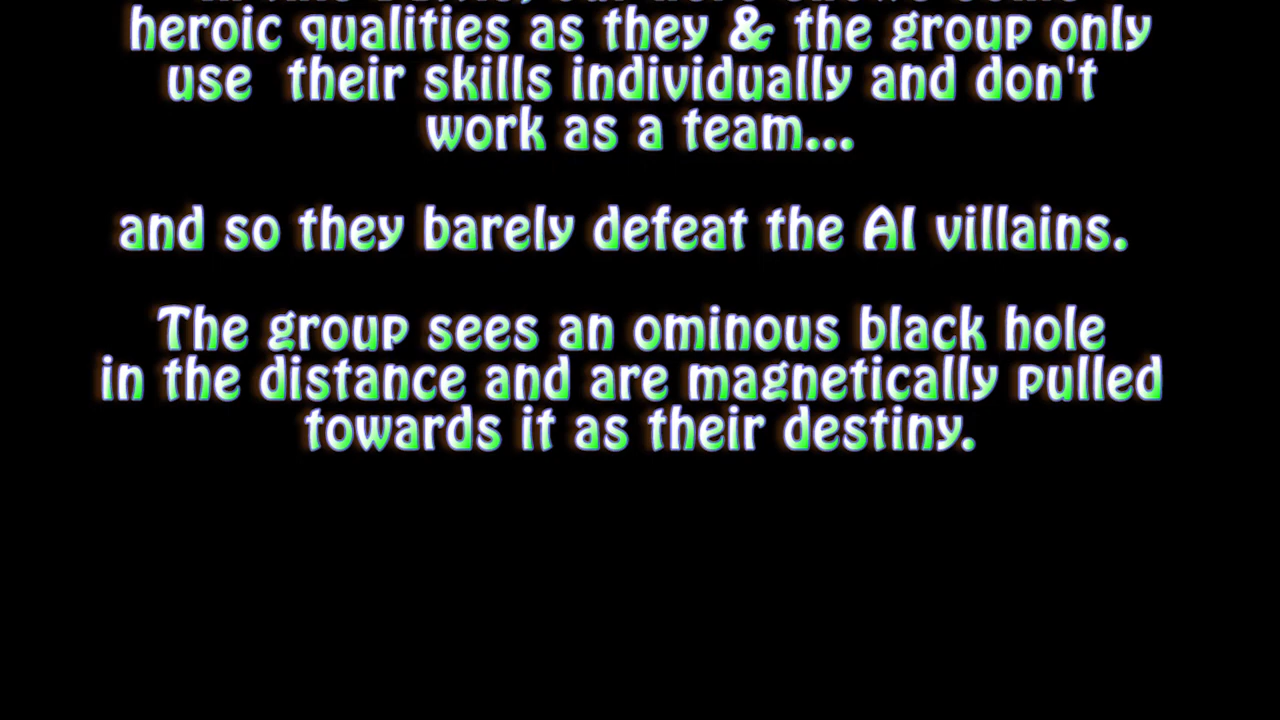 heroic qualities as they & the group only
use  their skills individually and don't
work as a team...
and so they barely defeat the AI villains.
The group sees an ominous black hole
in the distance and are magnetically pulled
towards it as their destiny.